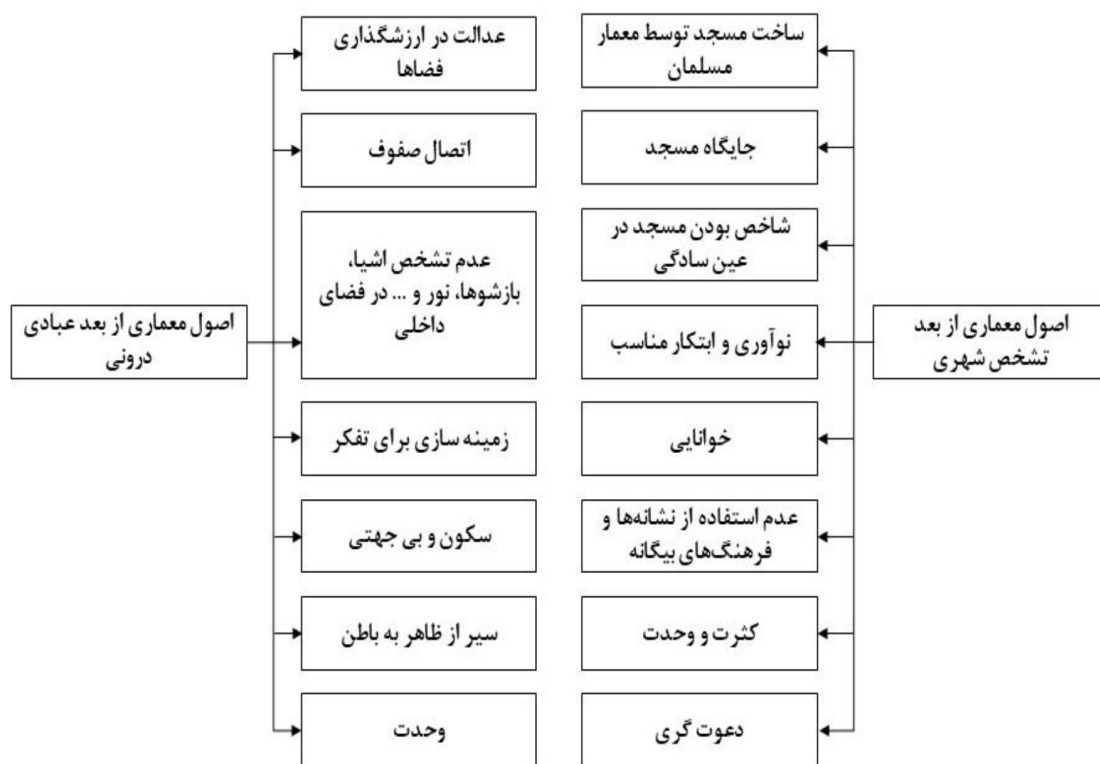 اصول معماری از بعد
تشخص شهری
ساخت مسجد توسط معمار
مسلمان
جایگاه مسجد
شاخص بودن مسجد در
عین سادگی
نوآوری و ابتکار مناسب
خوانایی
عدم استفاده از نشانه‌ها و
فرهنگ‌های بیگانه
کثرت و وحدت
دعوت گری
عدالت در ارزشگذاری
فضاها
اتصال صفوف
عدم تشخص اشیا،
بازشوها، نور و ... در فضای
داخلی
زمینه سازی برای تفکر
سکون و بی جهتی
سیر از ظاهر به باطن
وحدت
اصول معماری از بعد عبادی
درونی